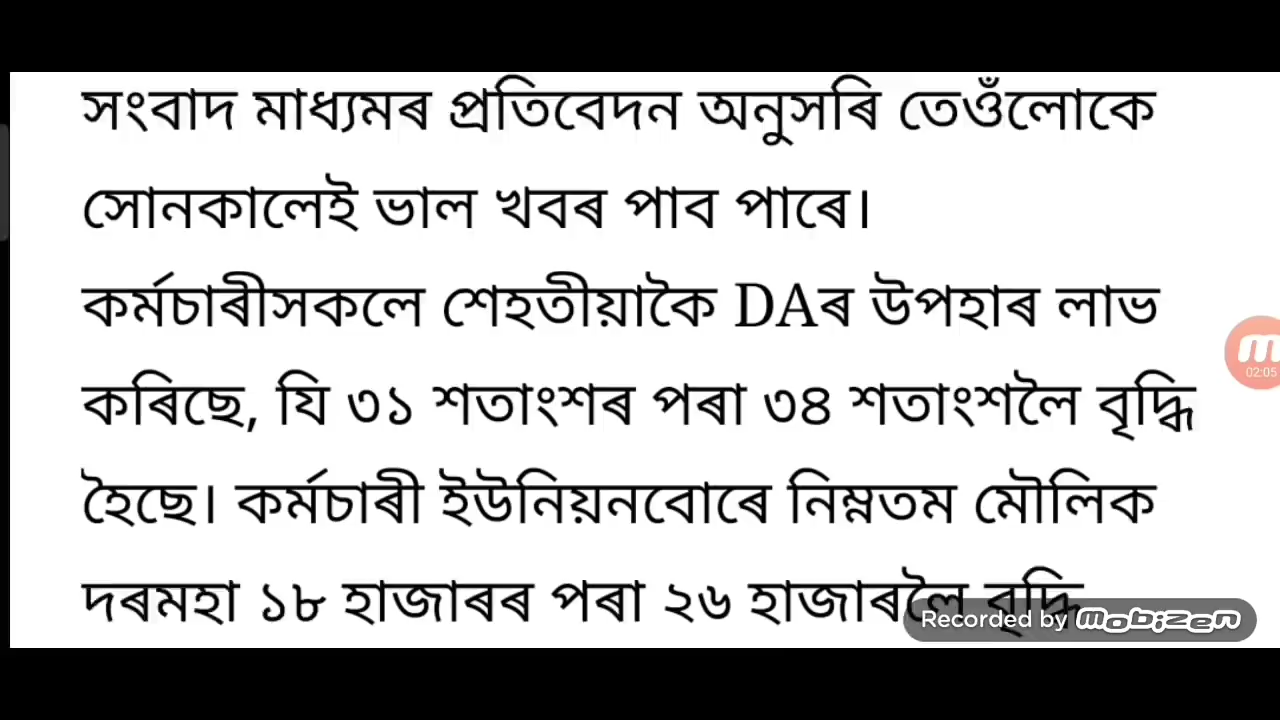 সংবাদ মাধ্যমৰ প্ৰতিবেদন অনুসৰি তেওঁলোকে
সোনকালেই ভাল খবৰ পাব পাৰে।
কৰ্মচাৰীসকলে শেহতীয়াকৈ DAৰ উপহাৰ লাভ
কৰিছে, যি ৩১ শতাংশৰ পৰা ৩৪ শতাংশলৈ বৃদ্ধি
হৈছে। কৰ্মচাৰী ইউনিয়নবোৰে নিম্নতম মৌলিক
দৰমহা ১৮ হাজাৰৰ পৰা ২৬ হাজাৰলৈ বৃদ্ধি
02:05
Recorded by mobizen